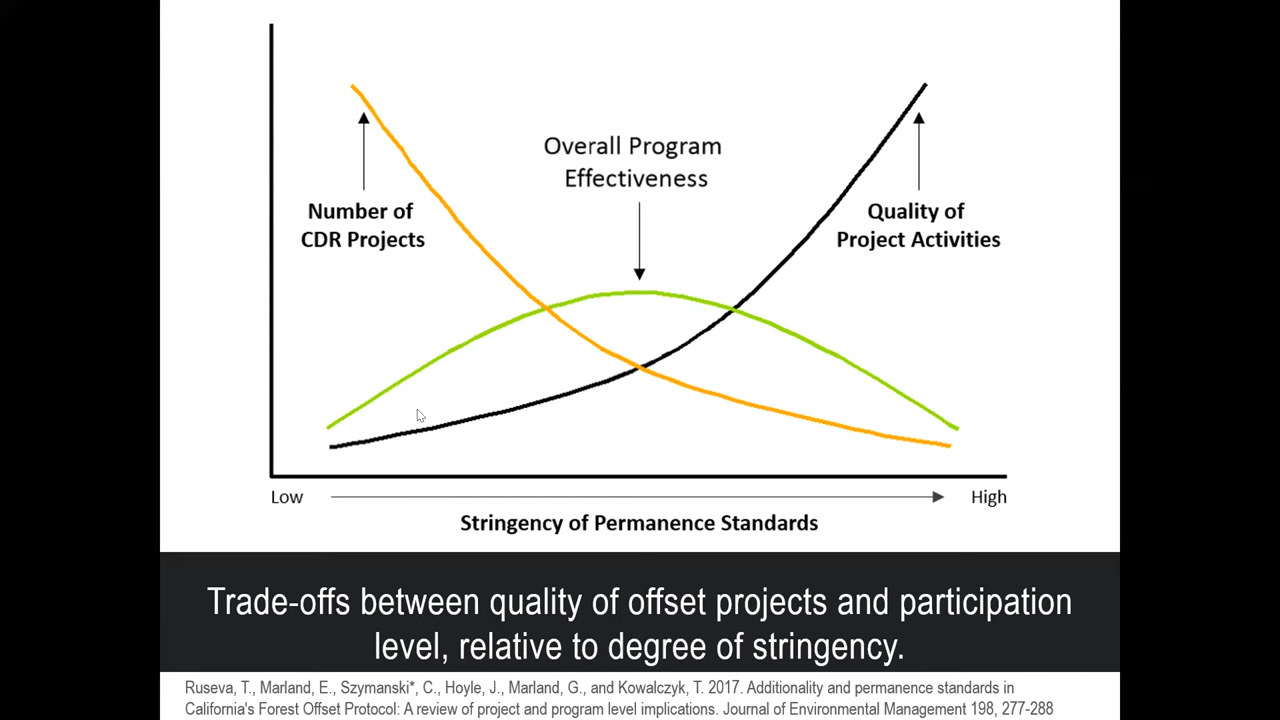 Overall Program
Effectiveness
Number of
CDR Projects
Quality of
Project Activities
Low
High
Stringency of Permanence Standards
Trade-offs between quality of offset projects and participation
level, relative to degree of stringency.
Ruseva, T., Marland, E., Szymanski*, C., Hoyle, J., Marland, G., and Kowalczyk, T. 2017. Additionality and permanence standards in
California's Forest Offset Protocol: A review of project and program level implications. Journal of Environmental Management 198, 277-288